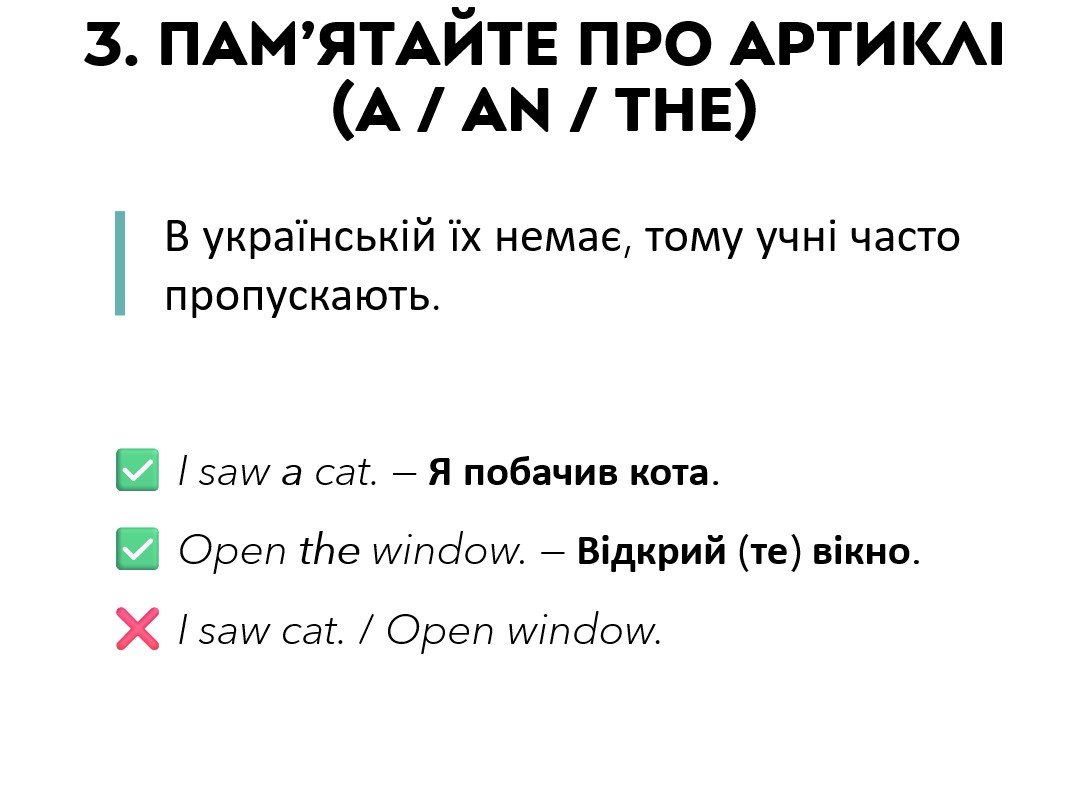 3. ПАМ’ЯТАЙТЕ ПРО АРТИКЛІ
(A / AN / THE)
В українській їх немає, тому учні часто
пропускають.
✅ I saw a cat. – Я побачив кота.
✅ Open the window. – Відкрий (те) вікно.
❌ I saw cat. / Open window.